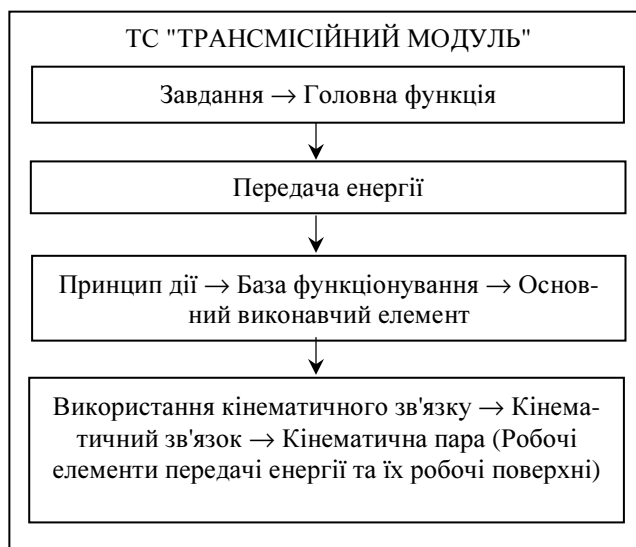 ТС "ТРАНСМІСІЙНИЙ МОДУЛЬ"
Завдання → Головна функція
Передача енергії
Принцип дії → База функціонування → Основ-
ний виконавчий елемент
Використання кінематичного зв'язку → Кінема-
тичний зв'язок → Кінематична пара (Робочі
елементи передачі енергії та їх робочі поверхні)